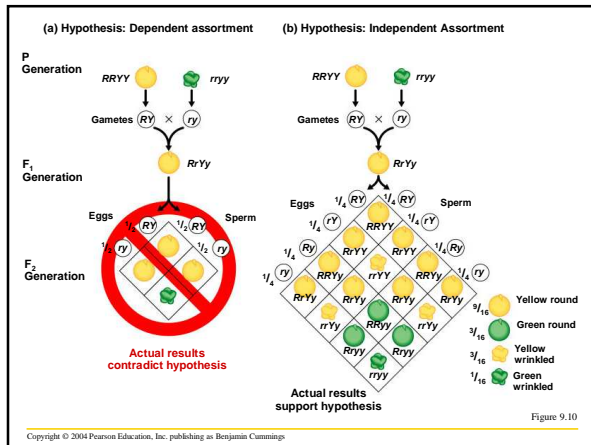 (a) Hypothesis: Dependent assortment
(b) Hypothesis: Independent Assortment
P
Generation
RRYY
rryy
Gametes RY × ry
F1
Generation
RrYy
Eggs
Sperm
1/2 RY
1/2 RY
1/2 ry
1/2 ry
F2
Generation
Actual results
contradict hypothesis
RRYY
rryy
Gametes RY × ry
RrYy
Eggs
Sperm
1/4 RY
1/4 RY
1/4 rY
1/4 rY
1/4 Ry
1/4 Ry
1/4 ry
1/4 ry
RRYY
RrYY RrYY
RRYy rrYY RRYy
RrYy RrYy RrYy RrYy
rrYy RRyy rrYy
Rryy Rryy
rryy
9/16 Yellow round
3/16 Green round
3/16 Yellow
wrinkled
1/16 Green
wrinkled
Actual results
support hypothesis
Figure 9.10
Copyright © 2004 Pearson Education, Inc. publishing as Benjamin Cummings